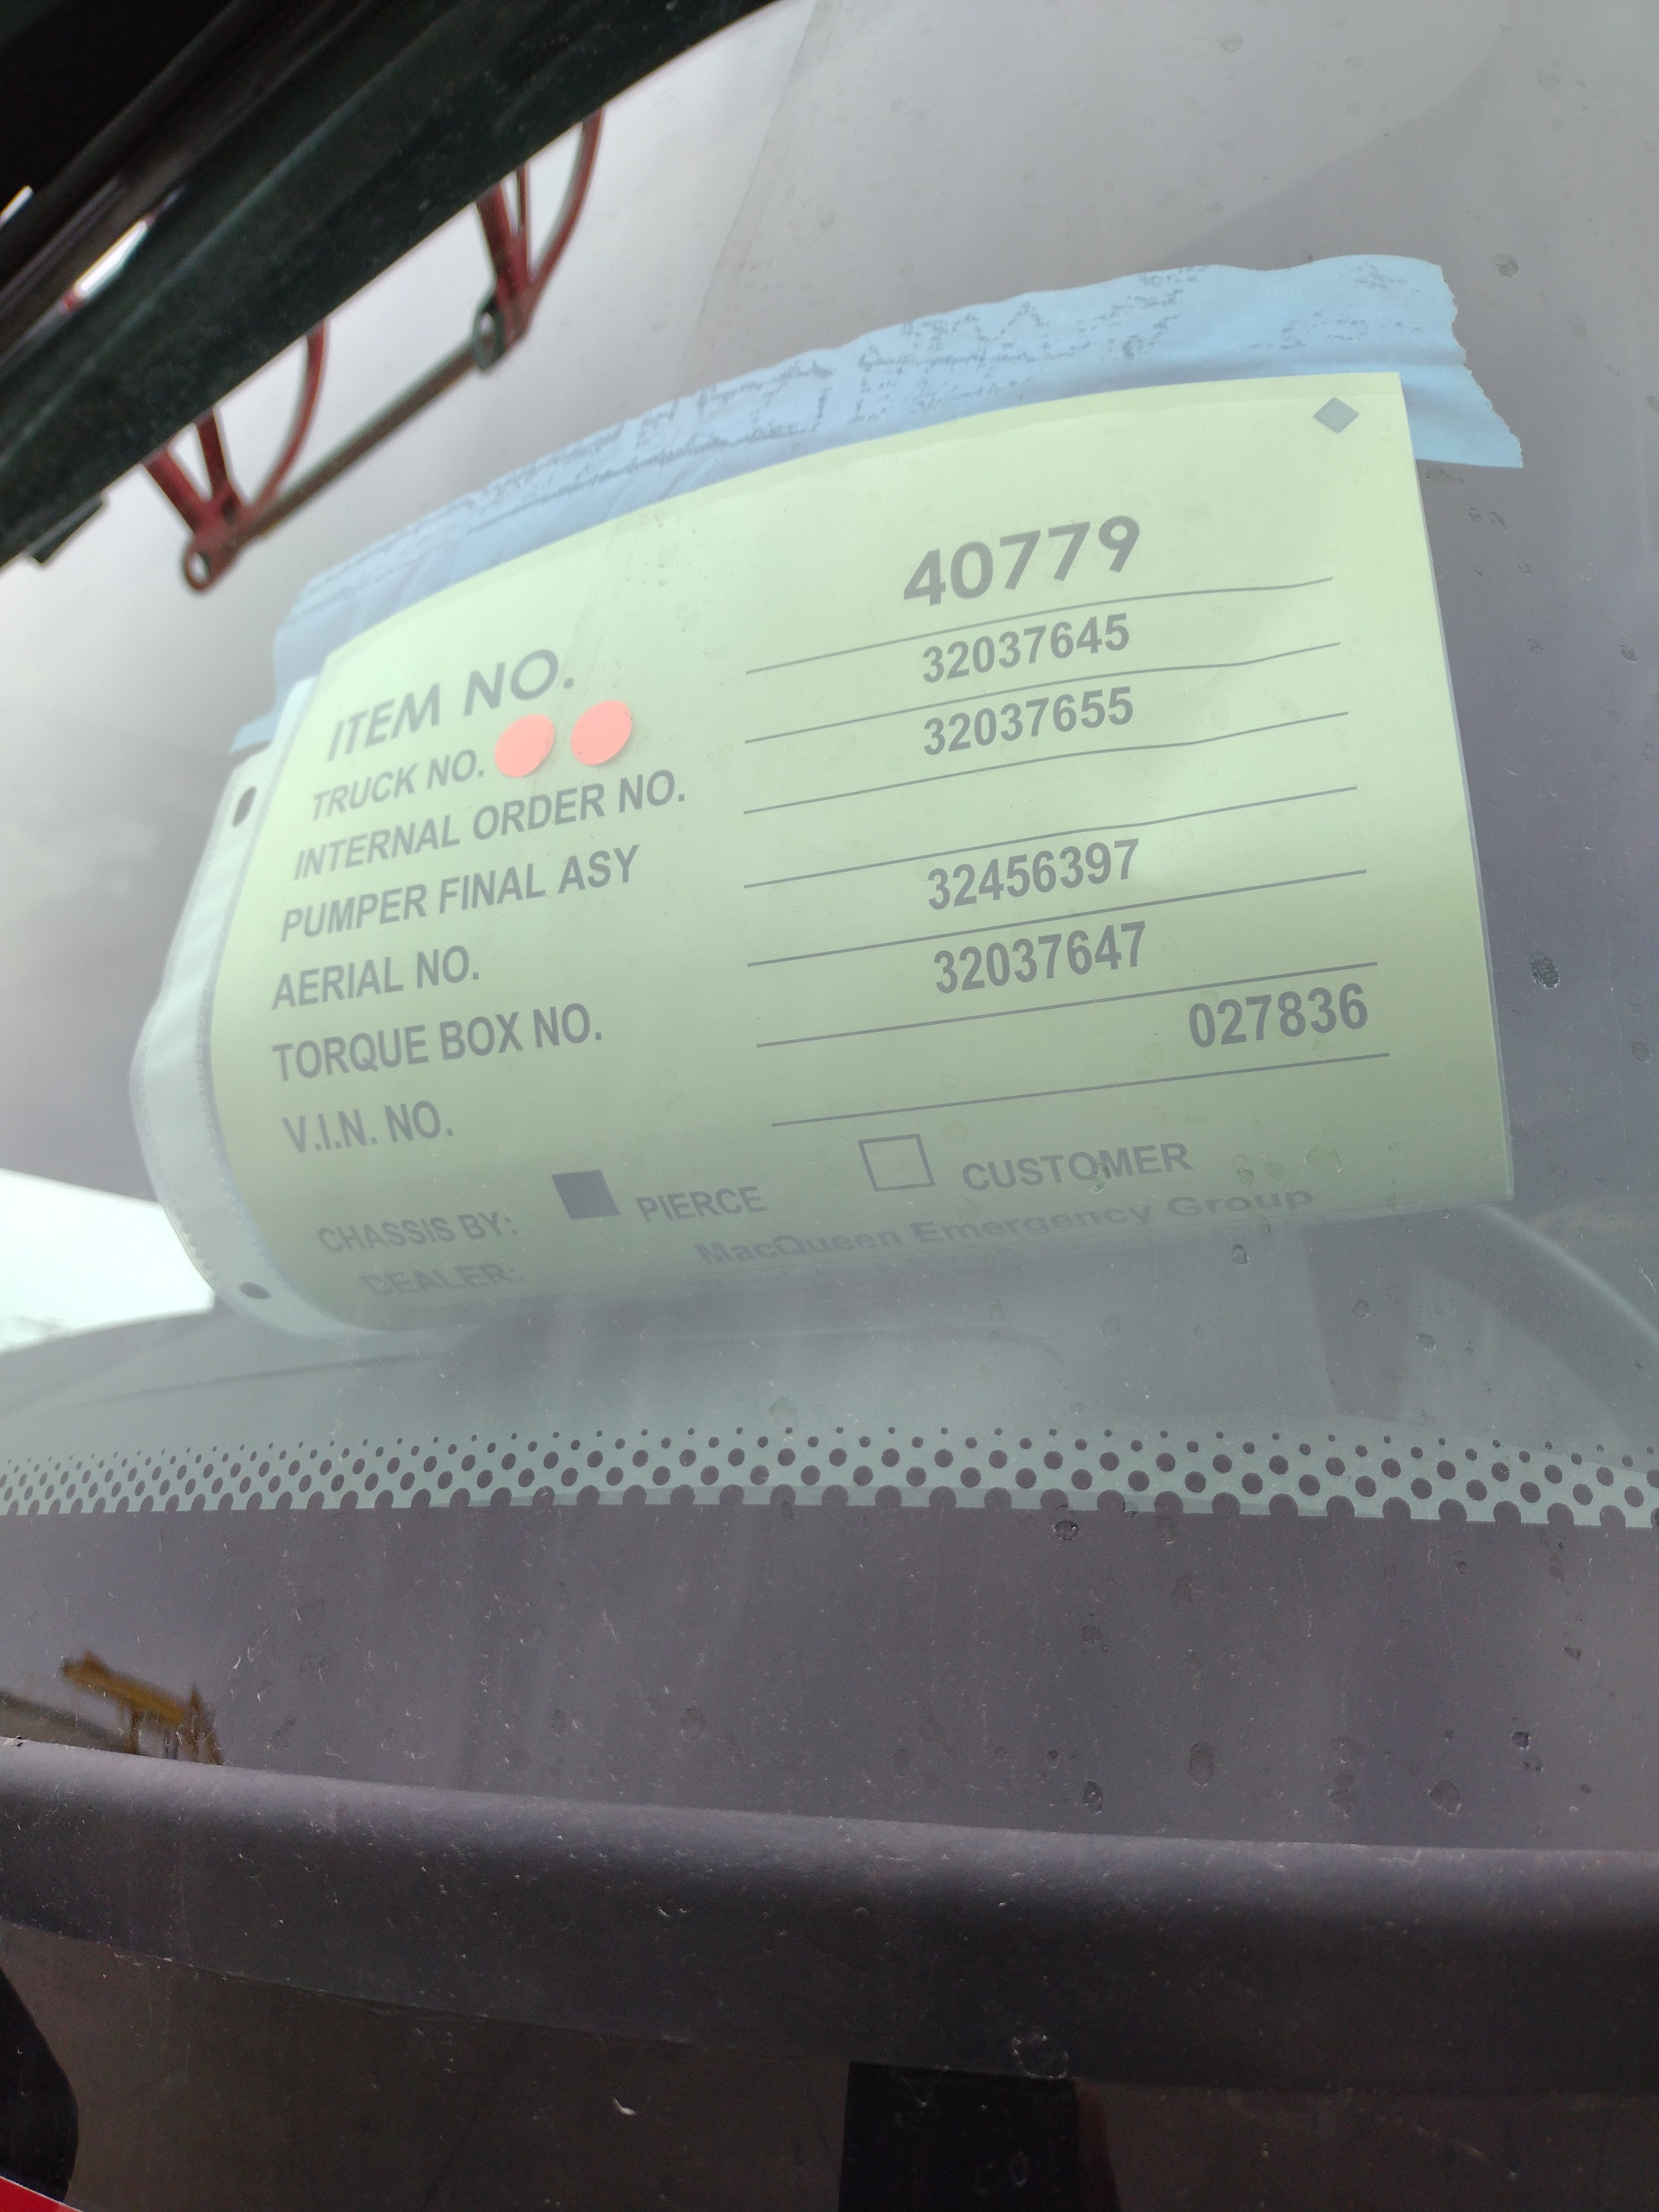 ITEM NO. 40779
TRUCK NO. 32037645
INTERNAL ORDER NO. 32037655
PUMPER FINAL ASY
AERIAL NO. 32456397
TORQUE BOX NO. 32037647
V.I.N. NO. 027836
CHASSIS BY: PIERCE CUSTOMER
DEALER: MacQueen Emergency Group